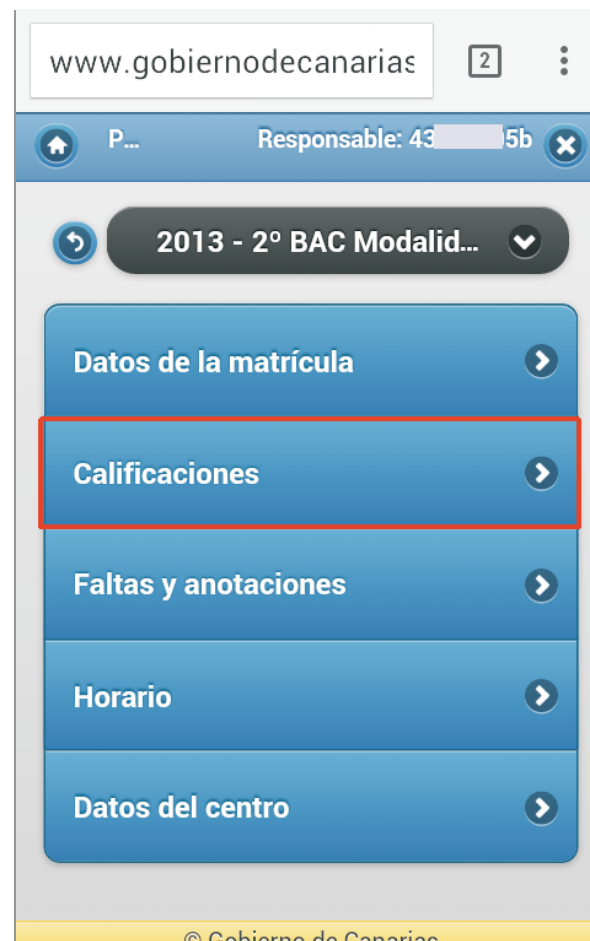 www.gobiernodecanarias
2
P... Responsable: 43 5b
2013 - 2º BAC Modalid...
Datos de la matrícula
Calificaciones
Faltas y anotaciones
Horario
Datos del centro
© Gobierno de Canarias